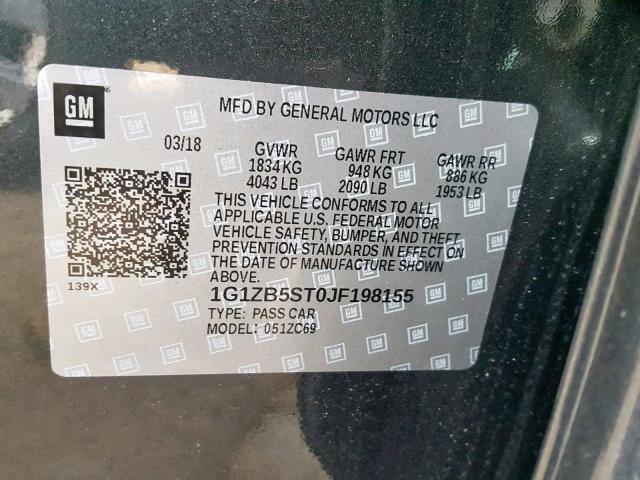 GM
MFD BY GENERAL MOTORS LLC
03/18
GVWR
1834 KG
4043 LB
GAWR FRT
948 KG
2090 LB
GAWR RR
886 KG
1953 LB
THIS VEHICLE CONFORMS TO ALL
APPLICABLE U.S. FEDERAL MOTOR
VEHICLE SAFETY, BUMPER, AND THEFT
PREVENTION STANDARDS IN EFFECT ON
THE DATE OF MANUFACTURE SHOWN
ABOVE.
139X
1G1ZB5ST0JF198155
TYPE: PASS CAR
MODEL: 051ZC69